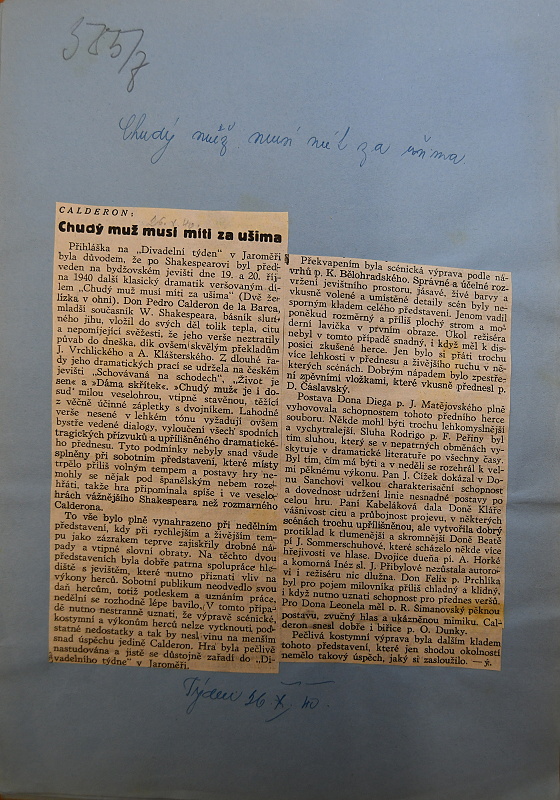 585/8
Chudý muž musí mít za ušima
CALDERON:
Chudý muž musí míti za ušima
Přihláška na „Divadelní týden" v Jaroměři
byla důvodem, že po Shakespearovi byl před-
veden na bydžovském jevišti dne 19. a 20. říj-
na 1940 další klasický dramatik veršovaným dí-
lem „Chudý muž musí míti za ušima" (Dvě že-
lízka v ohni). Don Pedro Calderon de la Barca,
mladší současník W. Shakespeara, básník slunt-
ného jihu, vložil do svých děl tolik tepla, citu
a nepomíjející svěžesti, že jeho verše neztratily
půvab do dneška, dík ovšem skvělým překladům
J. Vrchlického a A. Klášterského. Z dlouhé řa-
dy jeho dramatických prací se udržela na českém
jevišti „Schovávaná na schodech", „Život je
sen« a »Dáma skřítek«. »Chudý muž« je i do-
sud milou veselohrou, vtipně stavěnou, těžící
z věčně účinné zápletky s dvojníkem. Lahodné
verše nesené v lehkém tónu vyžadují ovšem
bystře vedené dialogy, vyloučení všech spodních
tragických přízvuků a upřílišněného dramatické-
ho přednesu. Tyto podmínky nebyly snad všude
splněny při sobotním představení, které místy
trpělo příliš volným tempem a postavy hry ne-
mohly se nějak pod španělským nebem rozeh-
hřáti, takže hra připomínala spíše i ve veselo-
hrách vážnějšího Shakespeara než rozmarného
Calderona.
To vše bylo plně vynahrazeno při nedělním
představení, kdy při rychlejším a živějším tem-
pu jako zázrakem teprve zajiskřily drobné ná-
pady a vtipné slovní obraty. Na těchto dvou
představeních byla dobře patrna spolupráce hle-
diště s jevištěm, které nutno přiznati vliv na
výkony herců. Sobotní publikum neodvedlo svou
daň hercům, totiž potleskem a uznáním práce,
nedělní se rozhodně lépe bavilo. V tomto přípa-
dě nutno nestranně uznati, že výpravě scénické,
kostymní a výkonům herců nelze vytknouti pod-
statné nedostatky a tak by nesl vinu na menším
snad úspěchu jedině Calderon. Hra byla pečlivě
nastudována a jistě se důstojně zařadí do „Di-
vadelního týdne" v Jaroměři.
Překvapením byla scénická výprava podle ná-
vrhů p. K. Bělohradského. Správné a účelné roz-
vržení jevištního prostoru, jásavé, živé barvy a
vkusně volené a umístěné detaily scén byly ne-
sporným kladem celého představení. Jenom vadil
poněkud rozměrný a příliš plochý strom a mo-
derní lavička v prvním obraze. Úkol režiséra
nebyl v tomto případě snadný, i když měl k dis-
posici zkušené herce. Jen bylo si přáti trochu
více lehkosti v přednesu a živějšího ruchu v ně-
kterých scénách. Dobrým nápadem bylo zpestře-
ní zpěvními vložkami, které vkusně přednesl p.
D. Čáslavský.
Postava Dona Diega p. J. Matějovského plně
vyhovovala schopnostem tohoto předního herce
souboru. Někde mohl býti trochu lehkomyslnější
a vychytralejší. Sluha Rodrigo p. F. Peřiny byl
tím sluhou, který se v nepatrných obměnách vy-
skytuje v dramatické literatuře po všechny časy.
Byl tím, čím má býti a v neděli se rozehrál k vel-
mi pěknému výkonu. Pan J. Čížek dokázal v Do-
nu Sanchovi velkou charakterisační schopnost
a dovednost udržení linie nesnadné postavy po
celou hru. Paní Kabeláková dala Doně Kláře
vášnivost citu a průbojnost projevu, v některých
scénách trochu upřílišněnou, ale vytvořila dobrý
protiklad k tlumenější a skromnější Doně Beatě
pí J. Sommerschuhové, které scházelo někde více
hřejivosti ve hlase. Dvojice dueňa pí. A. Horké
a komorná Inéz sl. J. Přibylové nezůstala autoro-
vi i režiséru nic dlužna. Don Felix p. Prchlíka
byl pro pojem milovníka příliš chladný a klidný,
i když nutno uznati schopnost pro přednes veršů.
Pro Dona Leonela měl p. R. Šimanovský pěknou
postavu, zvučný hlas a ukázněnou mimiku. Cal-
deron snesl dobře i biřice p. O. Dunky.
Pečlivá kostymní výprava byla dalším kladem
tohoto představení, které jen shodou okolností
nemělo takový úspěch, jaký si zasloužilo. —ý.
Týden 26 X. 40.